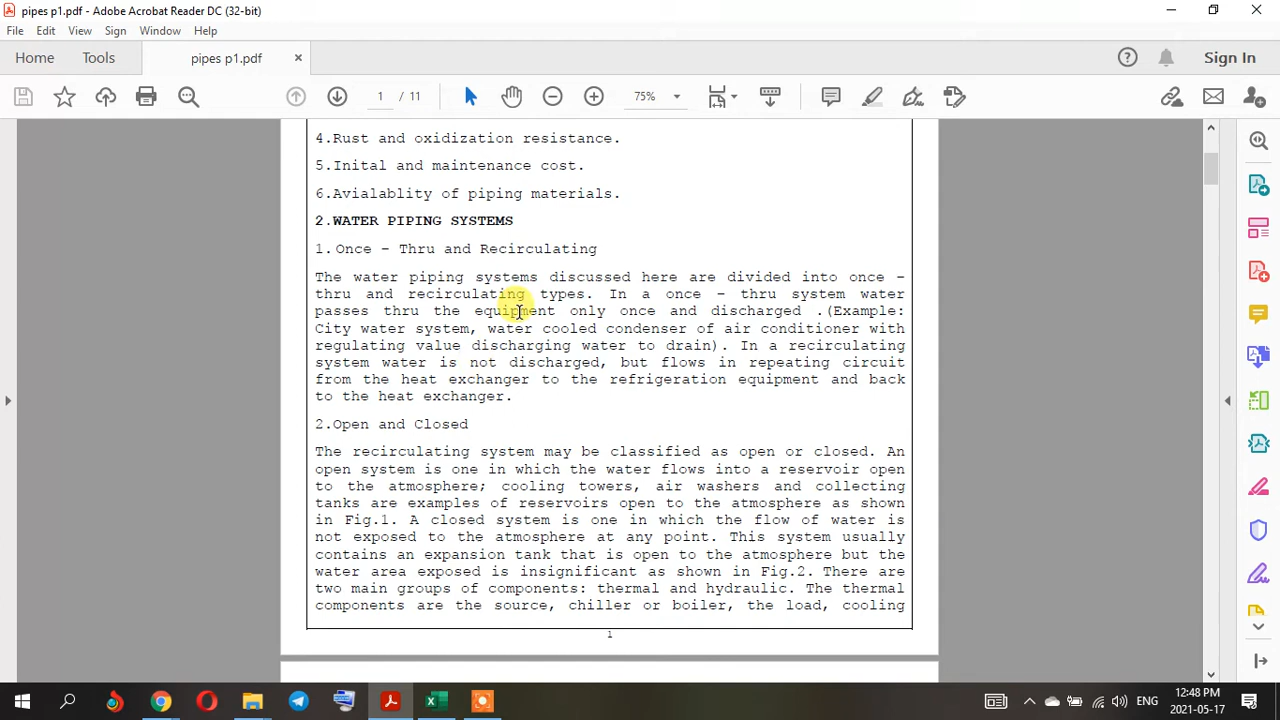 pipes p1.pdf - Adobe Acrobat Reader DC (32-bit)
File Edit View Sign Window Help
Home Tools pipes p1.pdf × Sign In
1 / 11 75%
4.Rust and oxidization resistance.
5.Inital and maintenance cost.
6.Avialablity of piping materials.
2.WATER PIPING SYSTEMS
1.Once – Thru and Recirculating
The water piping systems discussed here are divided into once –
thru and recirculating types. In a once – thru system water
passes thru the equipment only once and discharged .(Example:
City water system, water cooled condenser of air conditioner with
regulating value discharging water to drain). In a recirculating
system water is not discharged, but flows in repeating circuit
from the heat exchanger to the refrigeration equipment and back
to the heat exchanger.
2.Open and Closed
The recirculating system may be classified as open or closed. An
open system is one in which the water flows into a reservoir open
to the atmosphere; cooling towers, air washers and collecting
tanks are examples of reservoirs open to the atmosphere as shown
in Fig.1. A closed system is one in which the flow of water is
not exposed to the atmosphere at any point. This system usually
contains an expansion tank that is open to the atmosphere but the
water area exposed is insignificant as shown in Fig.2. There are
two main groups of components: thermal and hydraulic. The thermal
components are the source, chiller or boiler, the load, cooling
1
ENG
12:48 PM
2021-05-17